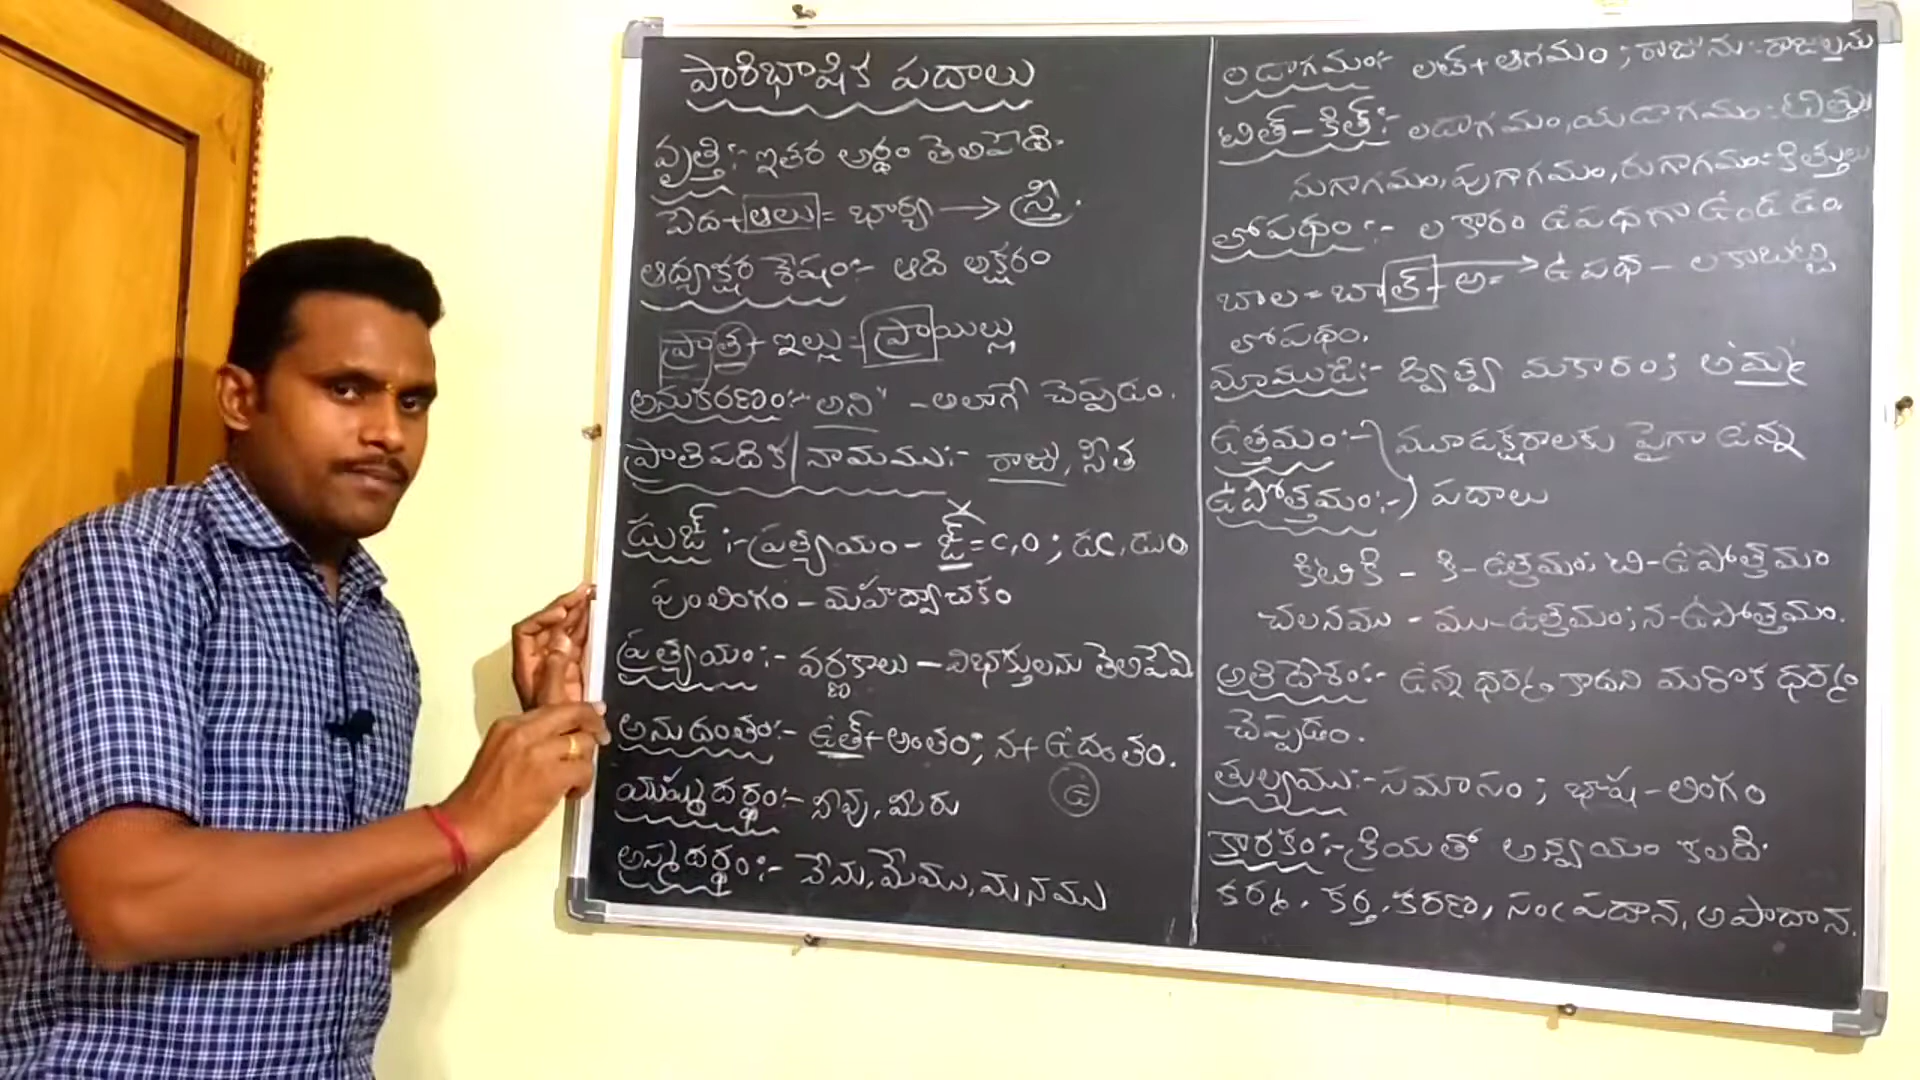 పారిభాషిక పదాలు
వృత్తి:- ఇతర అర్థం తెలిపేది.
పేద+ఆలు= భార్య → స్త్రీ.
ఆద్యక్షర శేషం:- ఆది అక్షరం
ప్రాత+ ఇల్లు= ప్రాయిల్లు
అనుకరణం:- "అని" - అలాగే చెప్పడం.
ప్రాతిపదిక/నామము:- రాజు, సీత
డుఙ్ :- ప్రత్యయం - ఙ్ = ఁ,ం ; డుఁ, డుం
పుంలింగం - మహద్వాచకం
ప్రత్యయం:- వర్ణకాలు - విభక్తులను తెలిపేవి
అనుదంతం:- ఉత్+అంతం; న+ ఉదంతం.
ఉ
యుష్మదర్థం:- నీవు, మీరు
అస్మదర్థం:- నేను, మేము, మనము
లడాగమం:- లత్+ఆగమం ; రాజును - రాజులను
టిత్ - కిత్:- లడాగమం, యడాగమం:- టిత్తు
నుగాగమం, పుగాగమం, రుగాగమం:- కిత్తులు
లోపధం:- ల కారం ఉపధగా ఉండడం.
బాల = బా ల్+ అ= → ఉపధ - ల కాబట్టి
లోపధం.
మాముడి:- ద్విత్వ మకారం; అమ్మ
ఉత్తమం:- మూడక్షరాలకు పైగా ఉన్న
ఉపోత్తమం:- పదాలు
కిటికి - కి-ఉత్తమం; టి-ఉపోత్తమం
చలనము - ము-ఉత్తమం; న-ఉపోత్తమం.
అతిదేశం:- ఉన్న ధర్మం కాదని మరొక ధర్మం
చెప్పడం.
తుల్యము:- సమాసం ; భాష - లింగం
కారకం:- క్రియతో అన్వయం కలది.
కర్మ, కర్త, కరణ, సంప్రదాన, అపాదాన.